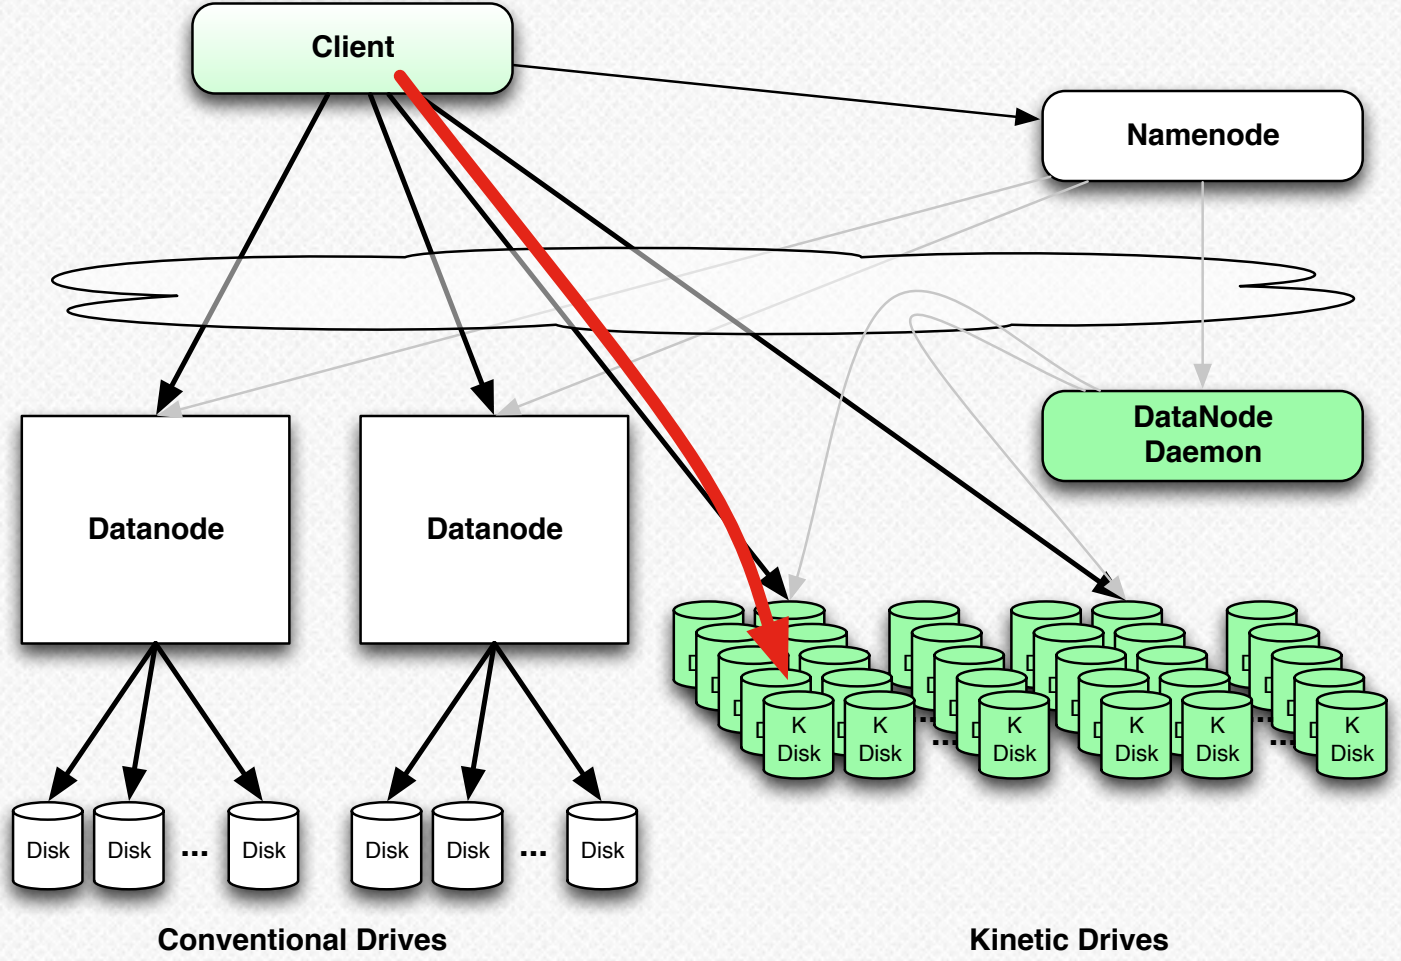 Client
Namenode
DataNode
Daemon
Datanode
Datanode
K
Disk
K
Disk
...
K
Disk
K
Disk
K
Disk
...
K
Disk
Disk
Disk
...
Disk
Disk
Disk
...
Disk
Conventional Drives
Kinetic Drives